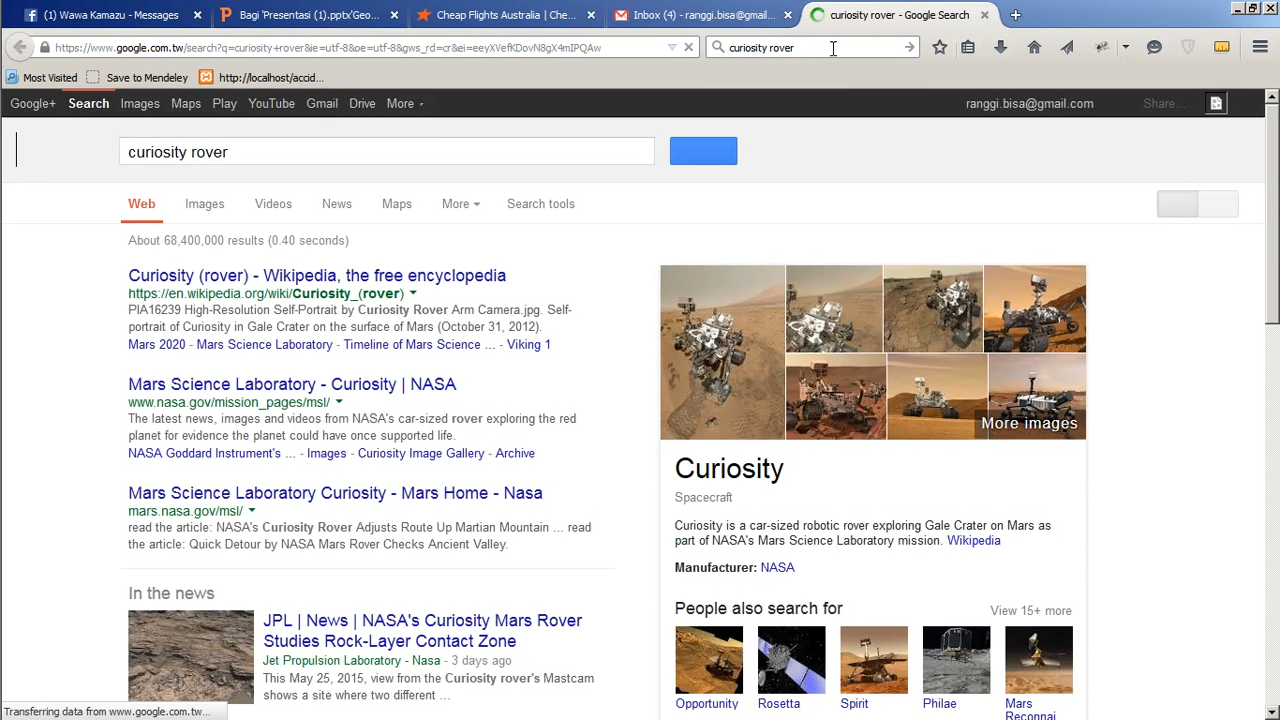 (1) Wawa Kamazu - Messages
Bagi 'Presentasi (1).pptx'Geo...
Cheap Flights Australia | Che...
Inbox (4) - ranggi.bisa@gmail...
curiosity rover - Google Search
https://www.google.com.tw/search?q=curiosity+rover&ie=utf-8&oe=utf-8&gws_rd=cr&ei=eeyXVefKDovN8gX4mIPQAw
curiosity rover
Most Visited
Save to Mendeley
http://localhost/accid...
Google+ Search Images Maps Play YouTube Gmail Drive More
ranggi.bisa@gmail.com
Share...
curiosity rover
Web Images Videos News Maps More Search tools
About 68,400,000 results (0.40 seconds)
Curiosity (rover) - Wikipedia, the free encyclopedia
https://en.wikipedia.org/wiki/Curiosity_(rover)
PIA16239 High-Resolution Self-Portrait by Curiosity Rover Arm Camera.jpg. Self-
portrait of Curiosity in Gale Crater on the surface of Mars (October 31, 2012).
Mars 2020 - Mars Science Laboratory - Timeline of Mars Science ... - Viking 1
Mars Science Laboratory - Curiosity | NASA
www.nasa.gov/mission_pages/msl/
The latest news, images and videos from NASA's car-sized rover exploring the red
planet for evidence the planet could have once supported life.
NASA Goddard Instrument's ... - Images - Curiosity Image Gallery - Archive
Mars Science Laboratory Curiosity - Mars Home - Nasa
mars.nasa.gov/msl/
read the article: NASA's Curiosity Rover Adjusts Route Up Martian Mountain ... read
the article: Quick Detour by NASA Mars Rover Checks Ancient Valley.
In the news
JPL | News | NASA's Curiosity Mars Rover
Studies Rock-Layer Contact Zone
Jet Propulsion Laboratory - Nasa - 3 days ago
This May 25, 2015, view from the Curiosity rover's Mastcam
shows a site where two different ...
More images
Curiosity
Spacecraft
Curiosity is a car-sized robotic rover exploring Gale Crater on Mars as
part of NASA's Mars Science Laboratory mission. Wikipedia
Manufacturer: NASA
People also search for
View 15+ more
Opportunity
Rosetta
Spirit
Philae
Mars
Reconnai
Transferring data from www.google.com.tw...